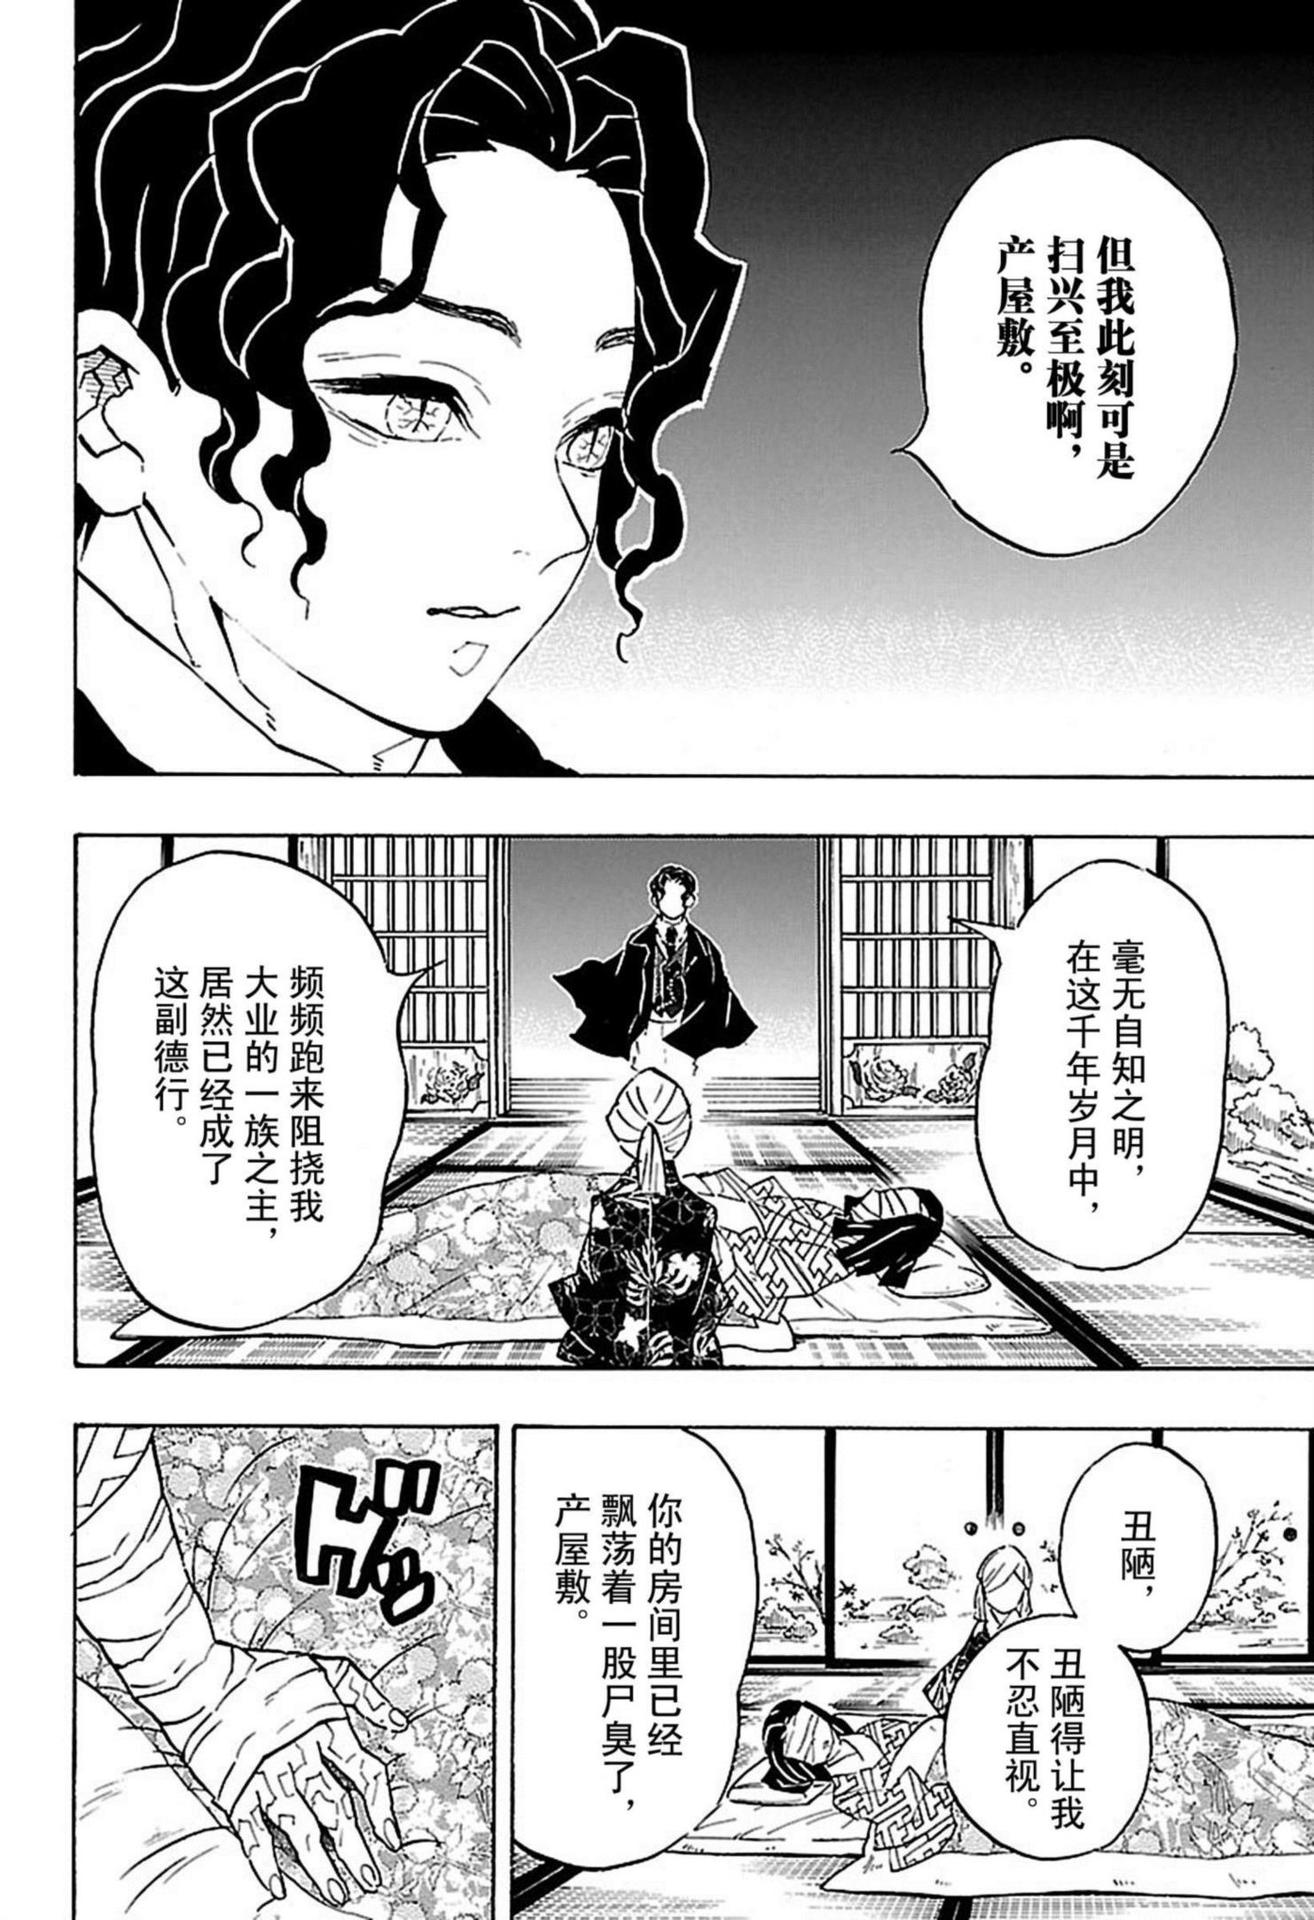 但我此刻可是
扫兴至极啊，
产屋敷。
毫无自知之明，
在这千年岁月中，
频频跑来阻挠我
大业的一族之主，
居然已经成了
这副德行。
丑陋，
丑陋得让我
不忍直视。
你的房间里已经
飘荡着一股尸臭了，
产屋敷。
ドッ